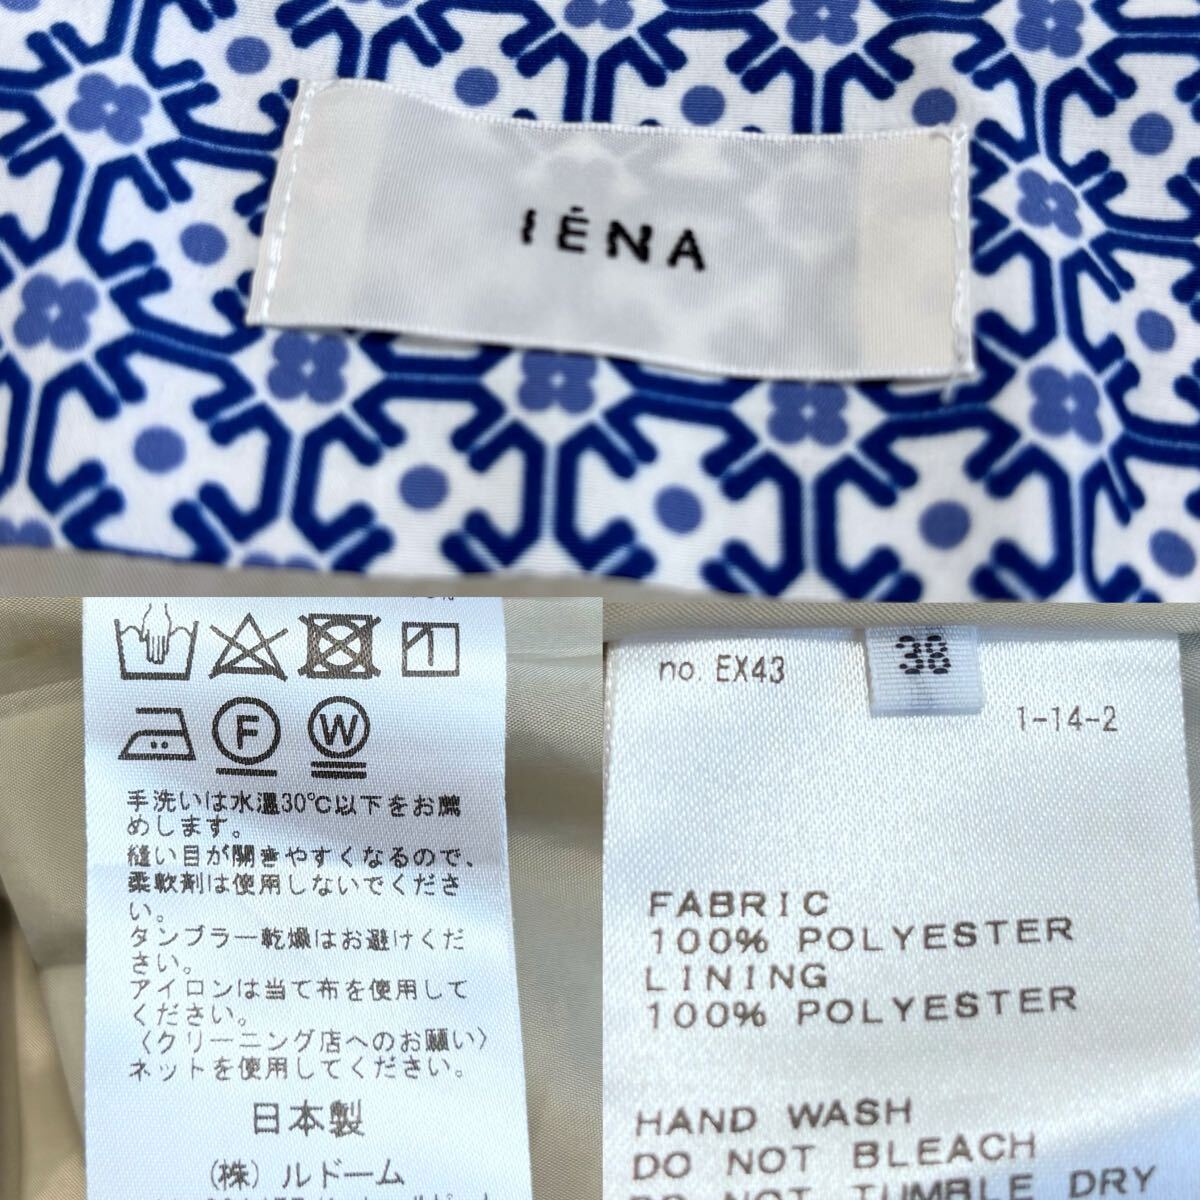 IÉNA
F
W
手洗いは水温30℃以下をお薦
めします。
縫い目が開きやすくなるので、
柔軟剤は使用しないでくださ
い。
タンブラー乾燥はお避けくだ
さい。
アイロンは当て布を使用して
ください。
〈クリーニング店へのお願い〉
ネットを使用してください。
日本製
(株)ルドーム
no. EX43
38
1-14-2
FABRIC
100% POLYESTER
LINING
100% POLYESTER
HAND WASH
DO NOT BLEACH
DO NOT TUMBLE DRY